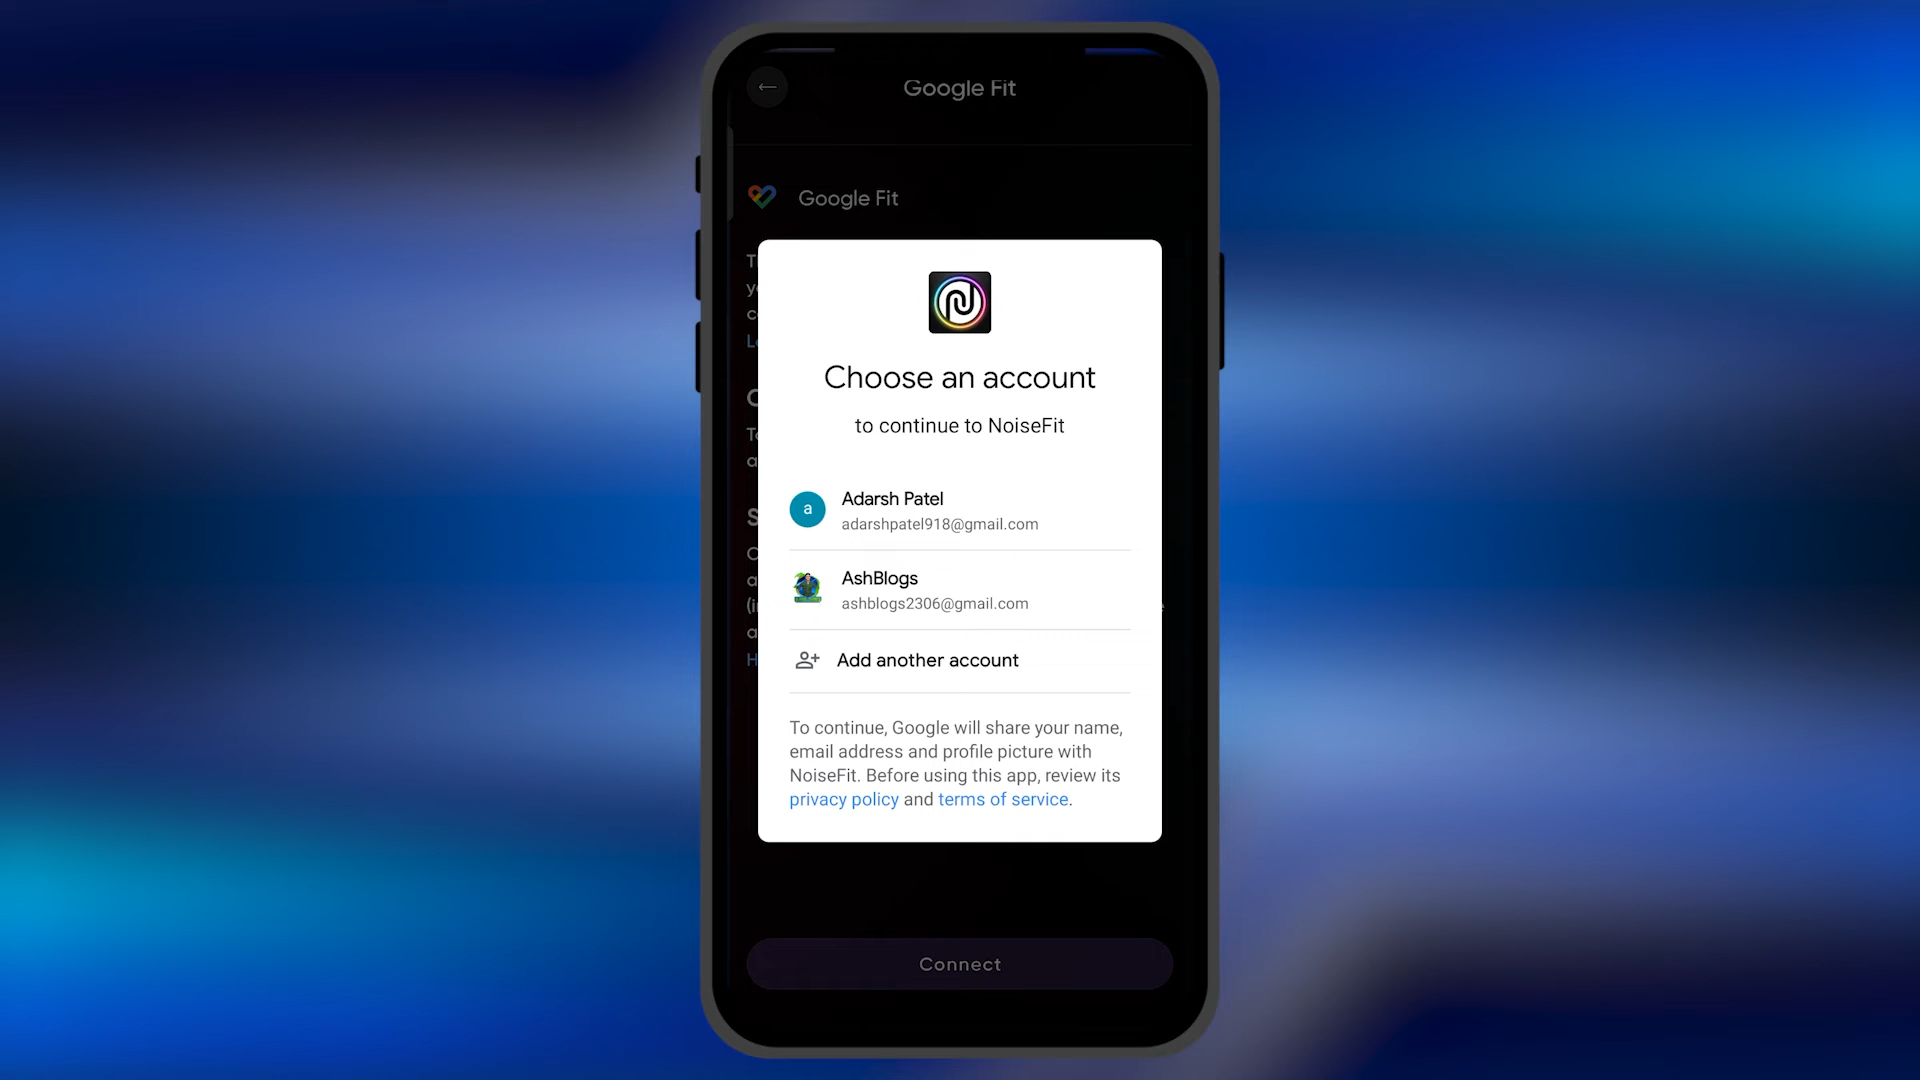 Google Fit
Google Fit
Choose an account
to continue to NoiseFit
a
Adarsh Patel
adarshpatel918@gmail.com
AshBlogs
ashblogs2306@gmail.com
Add another account
To continue, Google will share your name,
email address and profile picture with
NoiseFit. Before using this app, review its
privacy policy and terms of service.
Connect